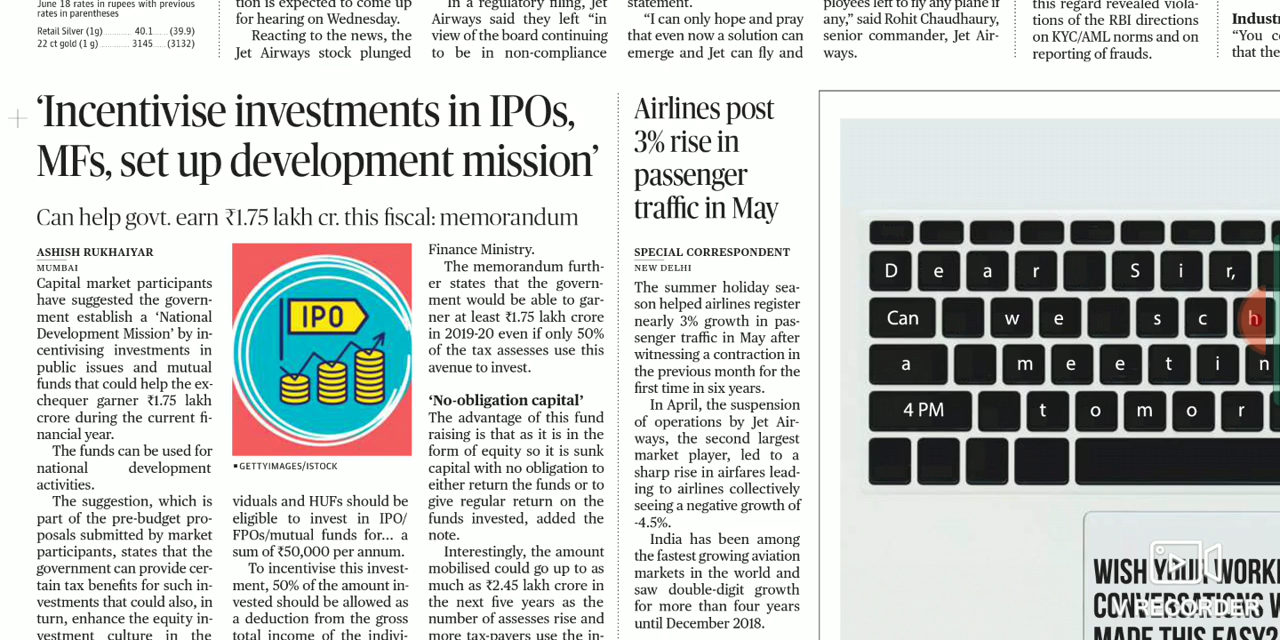 June 18 rates in rupees with previous
rates in parentheses
Retail Silver (1g) 40.1 (39.9)
22 ct gold (1 g) 3145 (3132)
tion is expected to come up
for hearing on Wednesday.
Reacting to the news, the
Jet Airways stock plunged
In a regulatory filing, Jet
Airways said they left “in
view of the board continuing
to be in non-compliance
statement.
“I can only hope and pray
that even now a solution can
emerge and Jet can fly and
ployees left to fly any plane if
any,” said Rohit Chaudhary,
senior commander, Jet Air-
ways.
this regard revealed viola-
tions of the RBI directions
on KYC/AML norms and on
reporting of frauds.
Industri
“You
that the
‘Incentivise investments in IPOs,
MFs, set up development mission’
Can help govt. earn ₹1.75 lakh cr. this fiscal: memorandum
ASHISH RUKHAIYAR
MUMBAI
Capital market participants
have suggested the govern-
ment establish a ‘National
Development Mission’ by in-
centivising investments in
public issues and mutual
funds that could help the ex-
chequer garner ₹1.75 lakh
crore during the current fi-
nancial year.
The funds can be used for
national development
activities.
The suggestion, which is
part of the pre-budget pro-
posals submitted by market
participants, states that the
government can provide cer-
tain tax benefits for such in-
vestments that could also, in
turn, enhance the equity in-
vestment culture in the
IPO
GETTYIMAGES/ISTOCK
viduals and HUFs should be
eligible to invest in IPO/
FPOs/mutual funds for... a
sum of ₹50,000 per annum.
To incentivise this invest-
ment, 50% of the amount in-
vested should be allowed as
a deduction from the gross
total income of the indivi-
Finance Ministry.
The memorandum furth-
er states that the govern-
ment would be able to gar-
ner at least ₹1.75 lakh crore
in 2019-20 even if only 50%
of the tax assesses use this
avenue to invest.
‘No-obligation capital’
The advantage of this fund
raising is that as it is in the
form of equity so it is sunk
capital with no obligation to
either return the funds or to
give regular return on the
funds invested, added the
note.
Interestingly, the amount
mobilised could go up to as
much as ₹2.45 lakh crore in
the next five years as the
number of assesses rise and
more tax-payers use the in-
Airlines post
3% rise in
passenger
traffic in May
SPECIAL CORRESPONDENT
NEW DELHI
The summer holiday sea-
son helped airlines register
nearly 3% growth in pas-
senger traffic in May after
witnessing a contraction in
the previous month for the
first time in six years.
In April, the suspension
of operations by Jet Air-
ways, the second largest
market player, led to a
sharp rise in airfares lead-
ing to airlines collectively
seeing a negative growth of
-4.5%.
India has been among
the fastest growing aviation
markets in the world and
saw double-digit growth
for more than four years
until December 2018.
D e a r S i r,
Can w e s c h
a m e e t i n
4 PM t o m o r
WISH YOUR WORK
CONVERSATIONS W
MADE THIS EASY?
V RECORDER